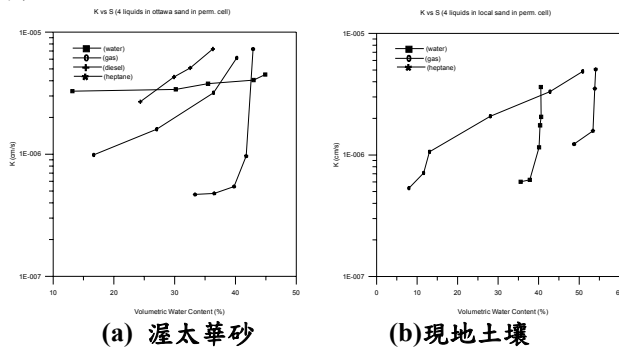 K vs S (4 liquids in ottawa sand in perm. cell)
1E-005
1E-006
1E-007
K (cm/s)
(water)
(gas)
(diesel)
(heptane)
10 20 30 40 50
Volumetric Water Content (%)
(a) 渥太華砂
K vs S (4 liquids in local sand in perm. cell)
1E-005
1E-006
1E-007
K (cm/s)
(water)
(gas)
(heptane)
0 10 20 30 40 50
Volumetric Water Content (%)
(b)現地土壤